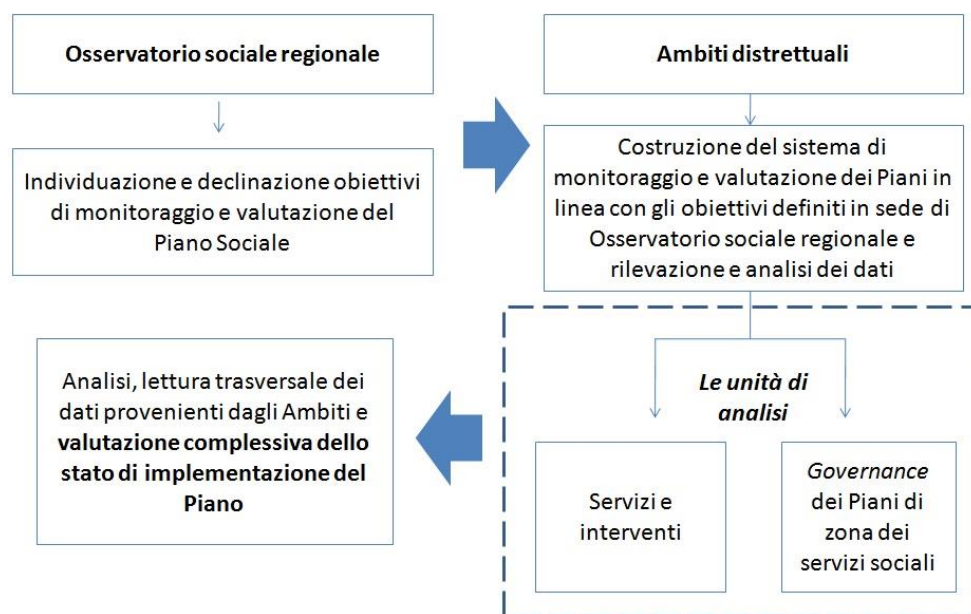 Osservatorio sociale regionale
Individuazione e declinazione obiettivi
di monitoraggio e valutazione del
Piano Sociale
Ambiti distrettuali
Costruzione del sistema di
monitoraggio e valutazione dei Piani in
linea con gli obiettivi definiti in sede di
Osservatorio sociale regionale e
rilevazione e analisi dei dati
Le unità di
analisi
Servizi e
interventi
Governance
dei Piani di
zona dei
servizi sociali
Analisi, lettura trasversale dei
dati provenienti dagli Ambiti e
valutazione complessiva dello
stato di implementazione del
Piano